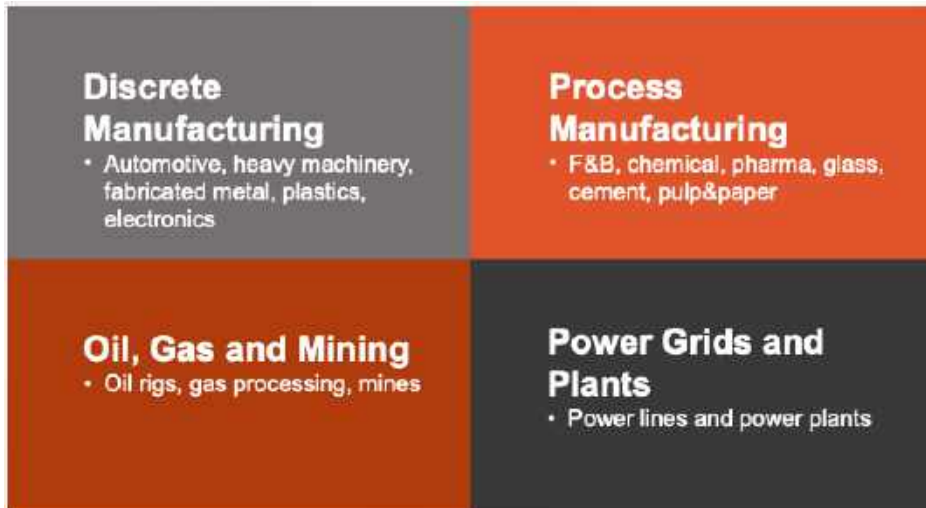 Discrete
Manufacturing
• Automotive, heavy machinery,
fabricated metal, plastics,
electronics
Process
Manufacturing
• F&B, chemical, pharma, glass,
cement, pulp&paper
Oil, Gas and Mining
• Oil rigs, gas processing, mines
Power Grids and
Plants
• Power lines and power plants